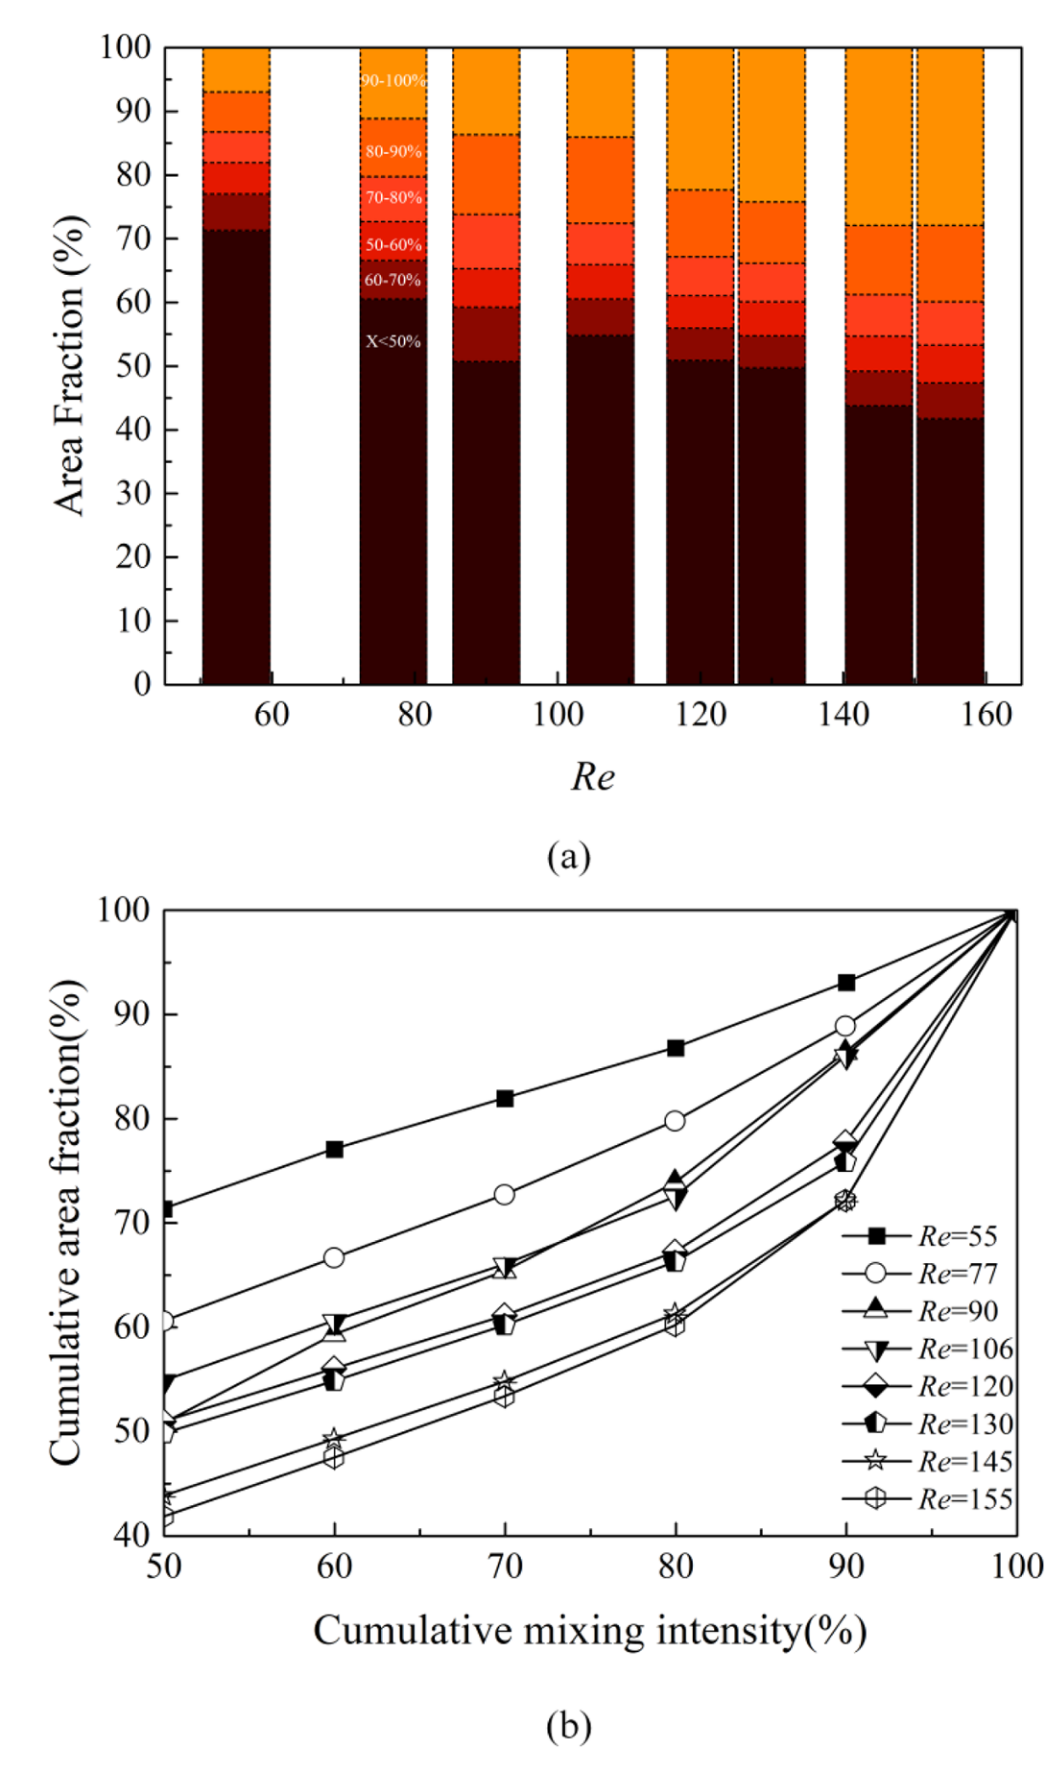 100
90
80
70
60
50
40
30
20
10
0
Area Fraction (%)
90-100%
80-90%
70-80%
50-60%
60-70%
X<50%
60 80 100 120 140 160
Re
(a)
100
90
80
70
60
50
40
Cumulative area fraction(%)
Re=55
Re=77
Re=90
Re=106
Re=120
Re=130
Re=145
Re=155
50 60 70 80 90 100
Cumulative mixing intensity(%)
(b)